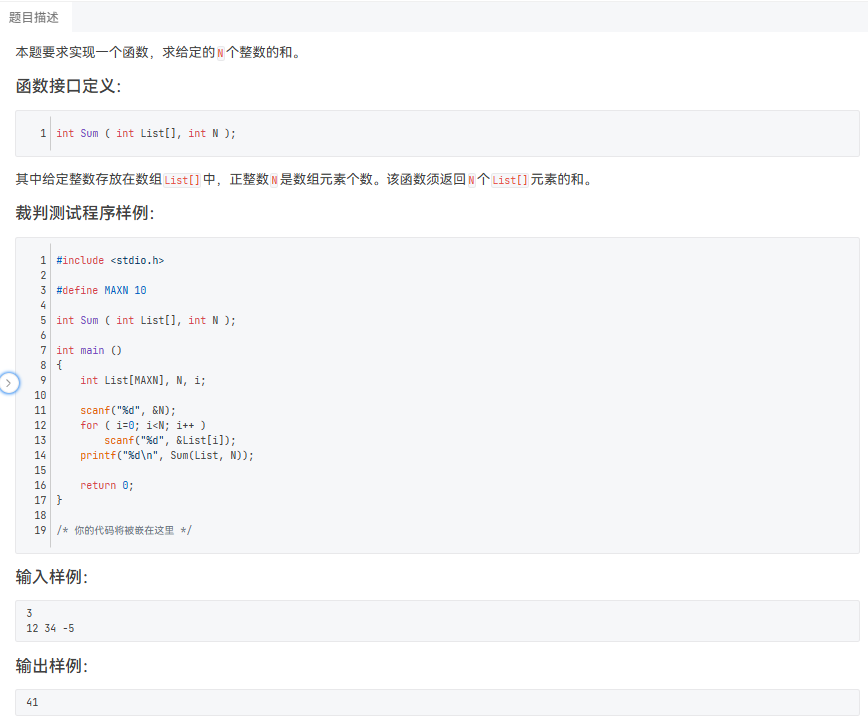 题目描述
本题要求实现一个函数，求给定的N个整数的和。
函数接口定义：
1 int Sum ( int List[], int N );
其中给定整数存放在数组List[]中，正整数N是数组元素个数。该函数须返回N个List[]元素的和。
裁判测试程序样例：
1 #include <stdio.h>
2
3 #define MAXN 10
4
5 int Sum ( int List[], int N );
6
7 int main ()
8 {
9     int List[MAXN], N, i;
10
11     scanf("%d", &N);
12     for ( i=0; i<N; i++ )
13         scanf("%d", &List[i]);
14     printf("%d\n", Sum(List, N));
15
16     return 0;
17 }
18
19 /* 你的代码将被嵌在这里 */
输入样例：
3
12 34 -5
输出样例：
41